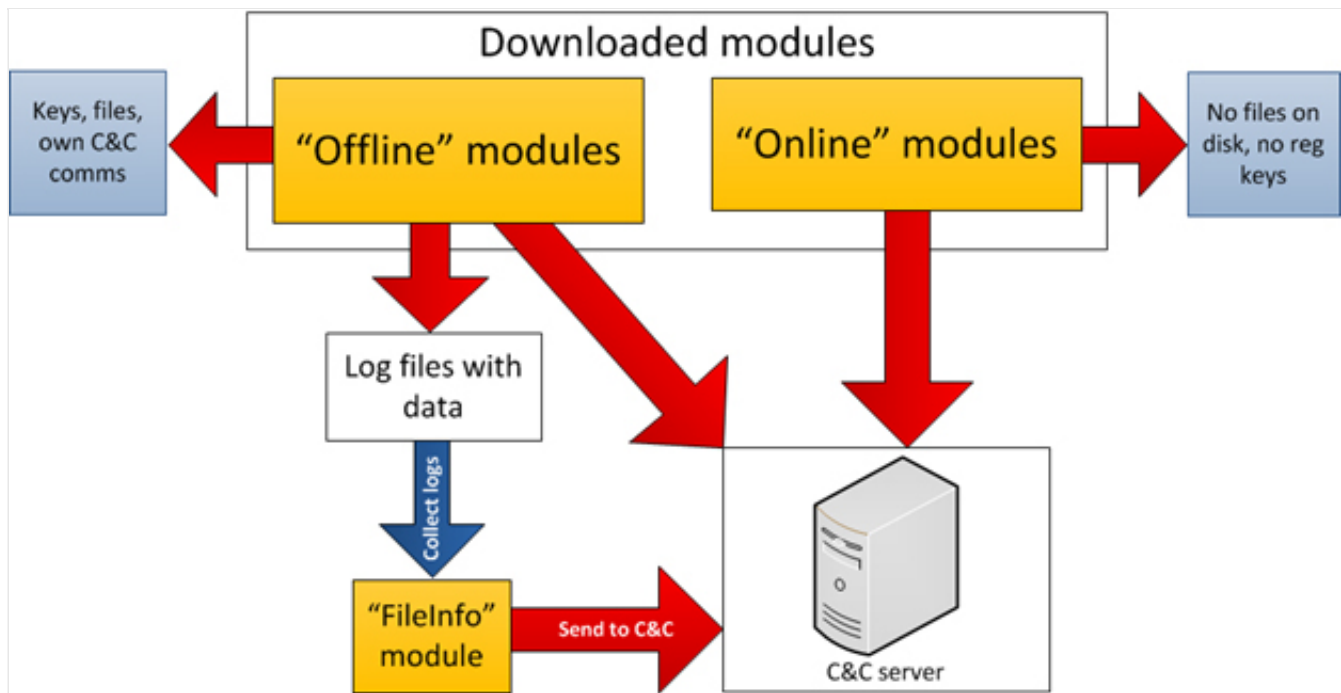 Downloaded modules
Keys, files,
own C&C
comms
“Offline” modules
“Online” modules
No files on
disk, no reg
keys
Log files with
data
Collect logs
“FileInfo”
module
Send to C&C
C&C server